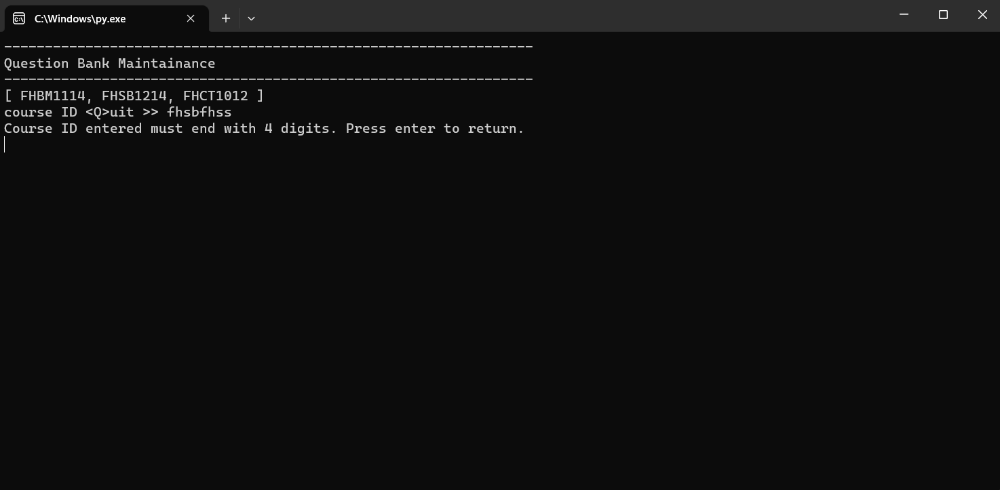 C:\Windows\py.exe
-----------------------------------------------------------------
Question Bank Maintainance
-----------------------------------------------------------------
[ FHBM1114, FHSB1214, FHCT1012 ]
course ID <Q>uit >> fhsbfhss
Course ID entered must end with 4 digits. Press enter to return.